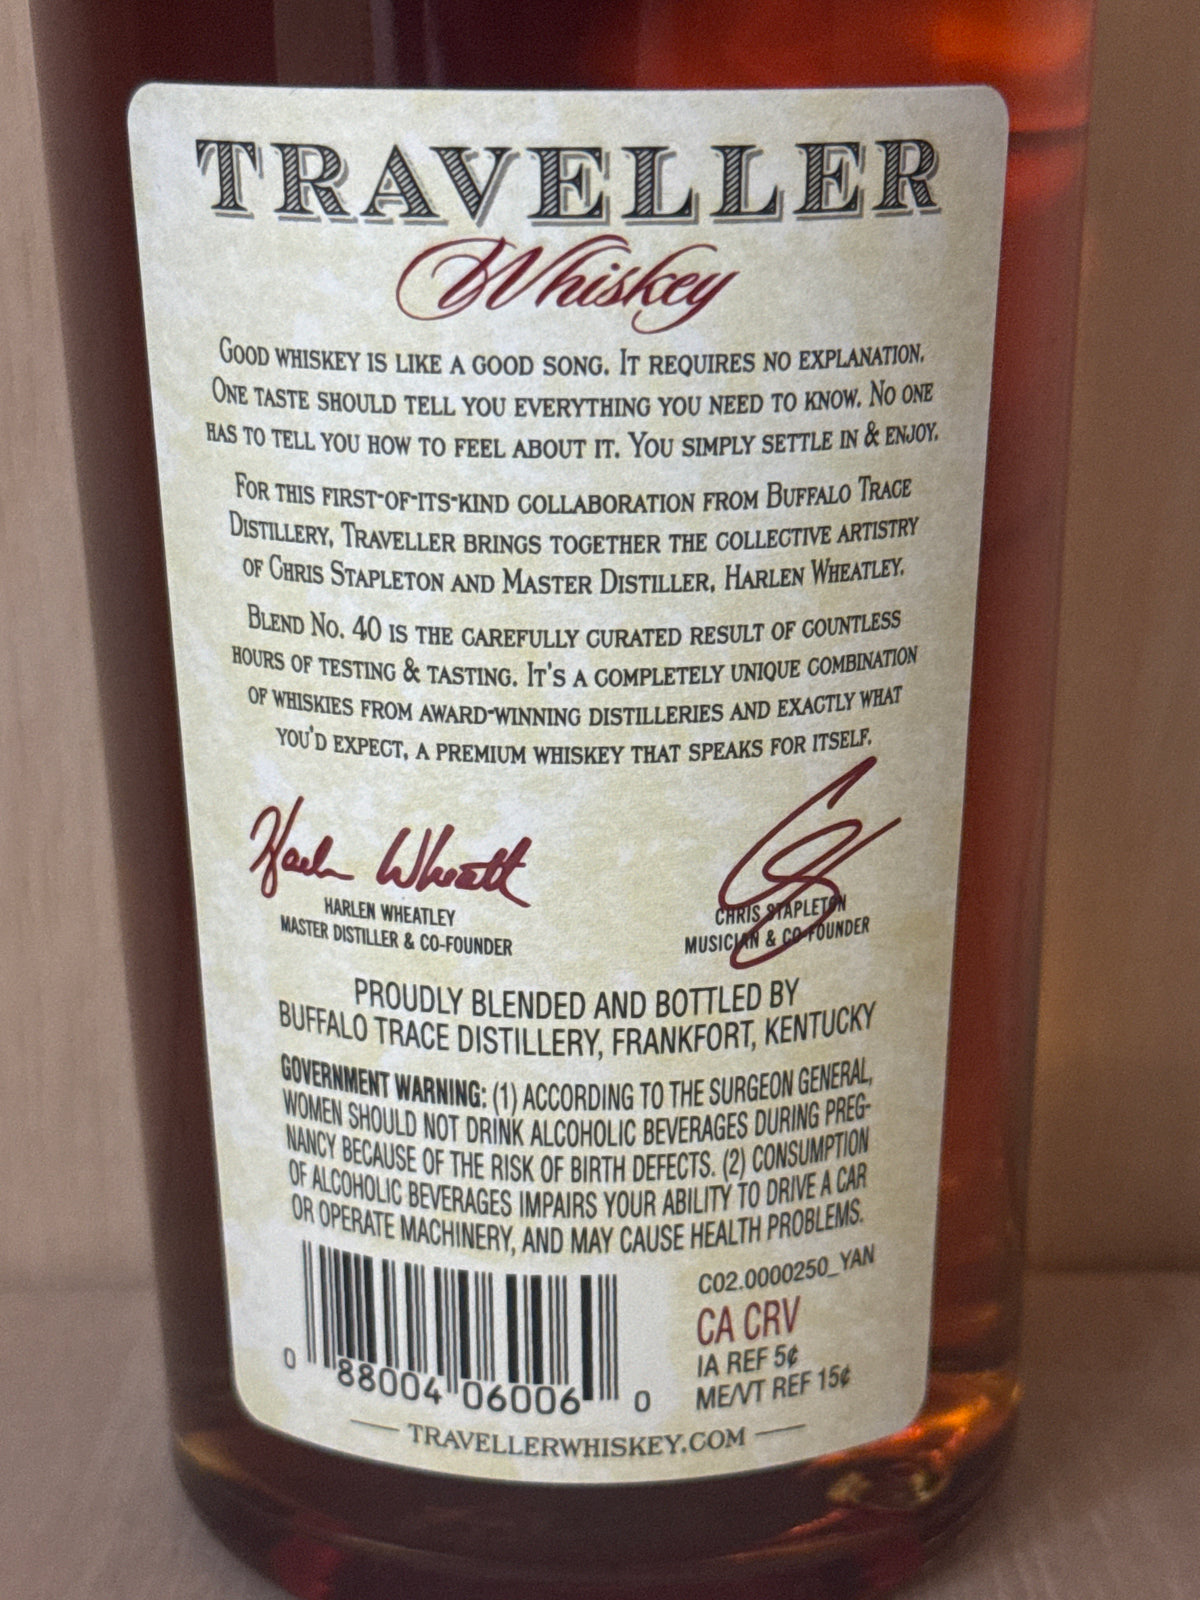 TRAVELLER
Whiskey
GOOD WHISKEY IS LIKE A GOOD SONG. IT REQUIRES NO EXPLANATION.
ONE TASTE SHOULD TELL YOU EVERYTHING YOU NEED TO KNOW. NO ONE
HAS TO TELL YOU HOW TO FEEL ABOUT IT. YOU SIMPLY SETTLE IN & ENJOY.
FOR THIS FIRST-OF-ITS-KIND COLLABORATION FROM BUFFALO TRACE
DISTILLERY, TRAVELLER BRINGS TOGETHER THE COLLECTIVE ARTISTRY
OF CHRIS STAPLETON AND MASTER DISTILLER, HARLEN WHEATLEY.
BLEND NO. 40 IS THE CAREFULLY CURATED RESULT OF COUNTLESS
HOURS OF TESTING & TASTING. IT'S A COMPLETELY UNIQUE COMBINATION
OF WHISKIES FROM AWARD-WINNING DISTILLERIES AND EXACTLY WHAT
YOU'D EXPECT, A PREMIUM WHISKEY THAT SPEAKS FOR ITSELF.
HARLEN WHEATLEY
MASTER DISTILLER & CO-FOUNDER
CHRIS STAPLETON
MUSICIAN & CO-FOUNDER
PROUDLY BLENDED AND BOTTLED BY
BUFFALO TRACE DISTILLERY, FRANKFORT, KENTUCKY
GOVERNMENT WARNING: (1) ACCORDING TO THE SURGEON GENERAL,
WOMEN SHOULD NOT DRINK ALCOHOLIC BEVERAGES DURING PREG-
NANCY BECAUSE OF THE RISK OF BIRTH DEFECTS. (2) CONSUMPTION
OF ALCOHOLIC BEVERAGES IMPAIRS YOUR ABILITY TO DRIVE A CAR
OR OPERATE MACHINERY, AND MAY CAUSE HEALTH PROBLEMS.
0 88004 06006 0
C02.0000250_YAN
CA CRV
IA REF 5¢
ME/VT REF 15¢
TRAVELLERWHISKEY.COM